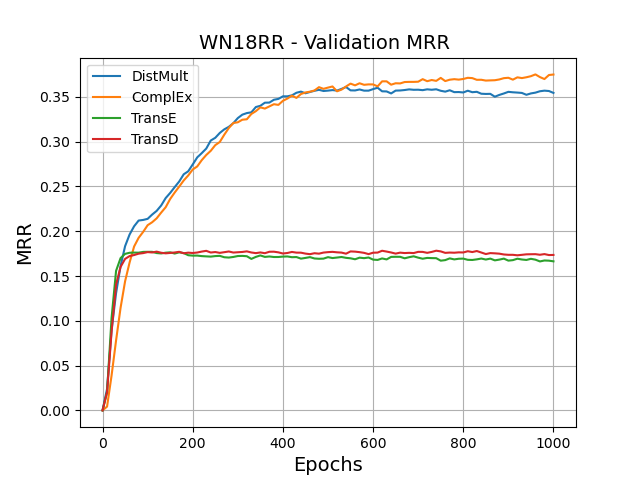 WN18RR - Validation MRR
DistMult
ComplEx
TransE
TransD
MRR
0.35
0.30
0.25
0.20
0.15
0.10
0.05
0.00
0 200 400 600 800 1000
Epochs